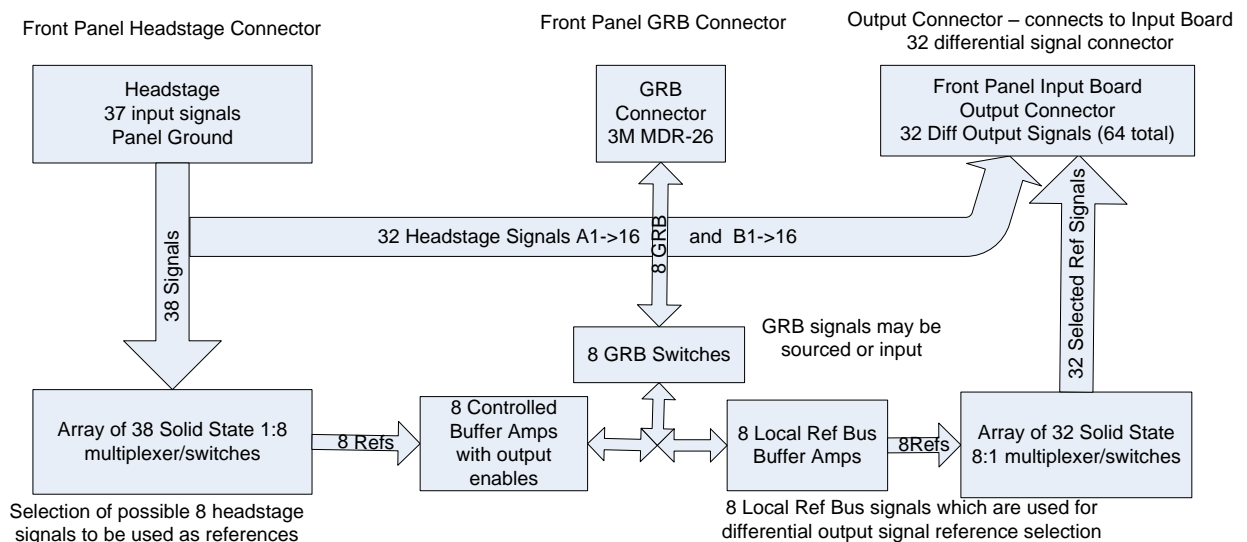 Front Panel Headstage Connector
Front Panel GRB Connector
Output Connector – connects to Input Board
32 differential signal connector
Headstage
37 input signals
Panel Ground
GRB
Connector
3M MDR-26
Front Panel Input Board
Output Connector
32 Diff Output Signals (64 total)
38 Signals
32 Headstage Signals A1->16 and B1->16
8 GRB
32 Selected Ref Signals
8 GRB Switches
GRB signals may be
sourced or input
Array of 38 Solid State 1:8
multiplexer/switches
8 Refs
8 Controlled
Buffer Amps
with output
enables
8 Local Ref Bus
Buffer Amps
8Refs
Array of 32 Solid State
8:1 multiplexer/switches
Selection of possible 8 headstage
signals to be used as references
8 Local Ref Bus signals which are used for
differential output signal reference selection